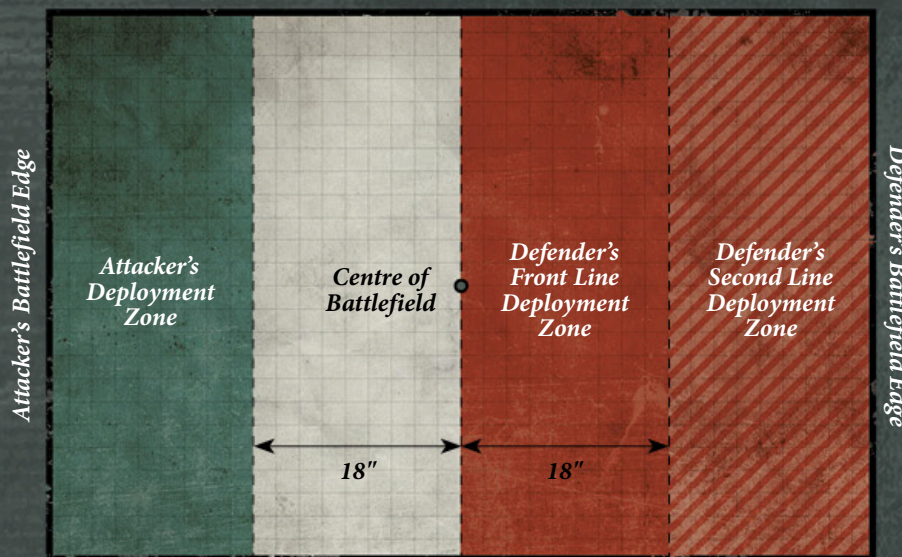 Attacker's Battlefield Edge
Attacker's
Deployment
Zone
Centre of
Battlefield
Defender's
Front Line
Deployment
Zone
Defender's
Second Line
Deployment
Zone
Defender's Battlefield Edge
18"
18"